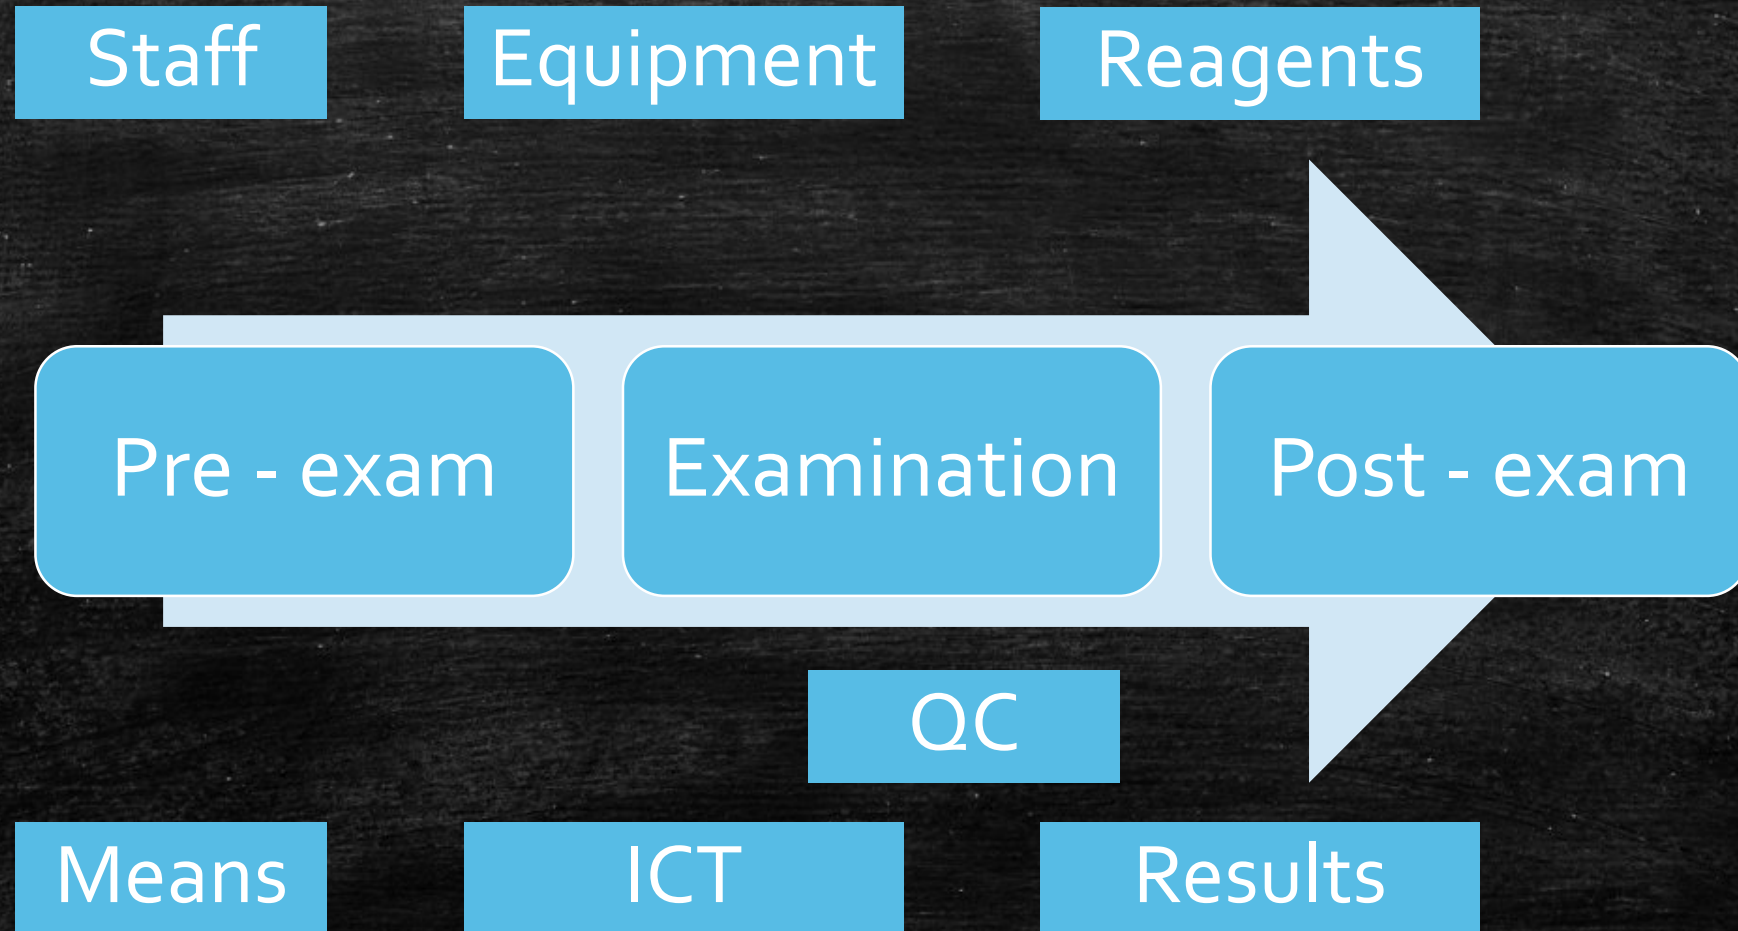 Staff
Equipment
Reagents
Pre - exam
Examination
Post - exam
QC
Means
ICT
Results